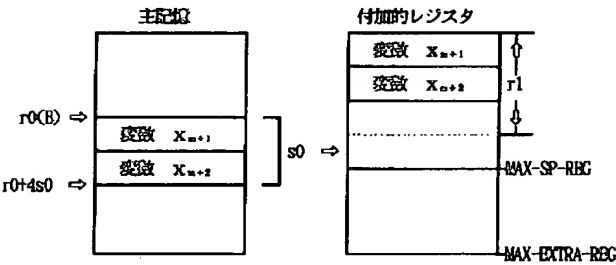 主記憶
付加的レジスタ
変数 Xₘ₊₁
変数 Xₘ₊₂
r1
r0(B) ⇨
変数 Xₘ₊₁
変数 Xₘ₊₂
s0 ⇨
r0+4s0 ⇨
MAX-SP-REG
MAX-EXTRA-REG